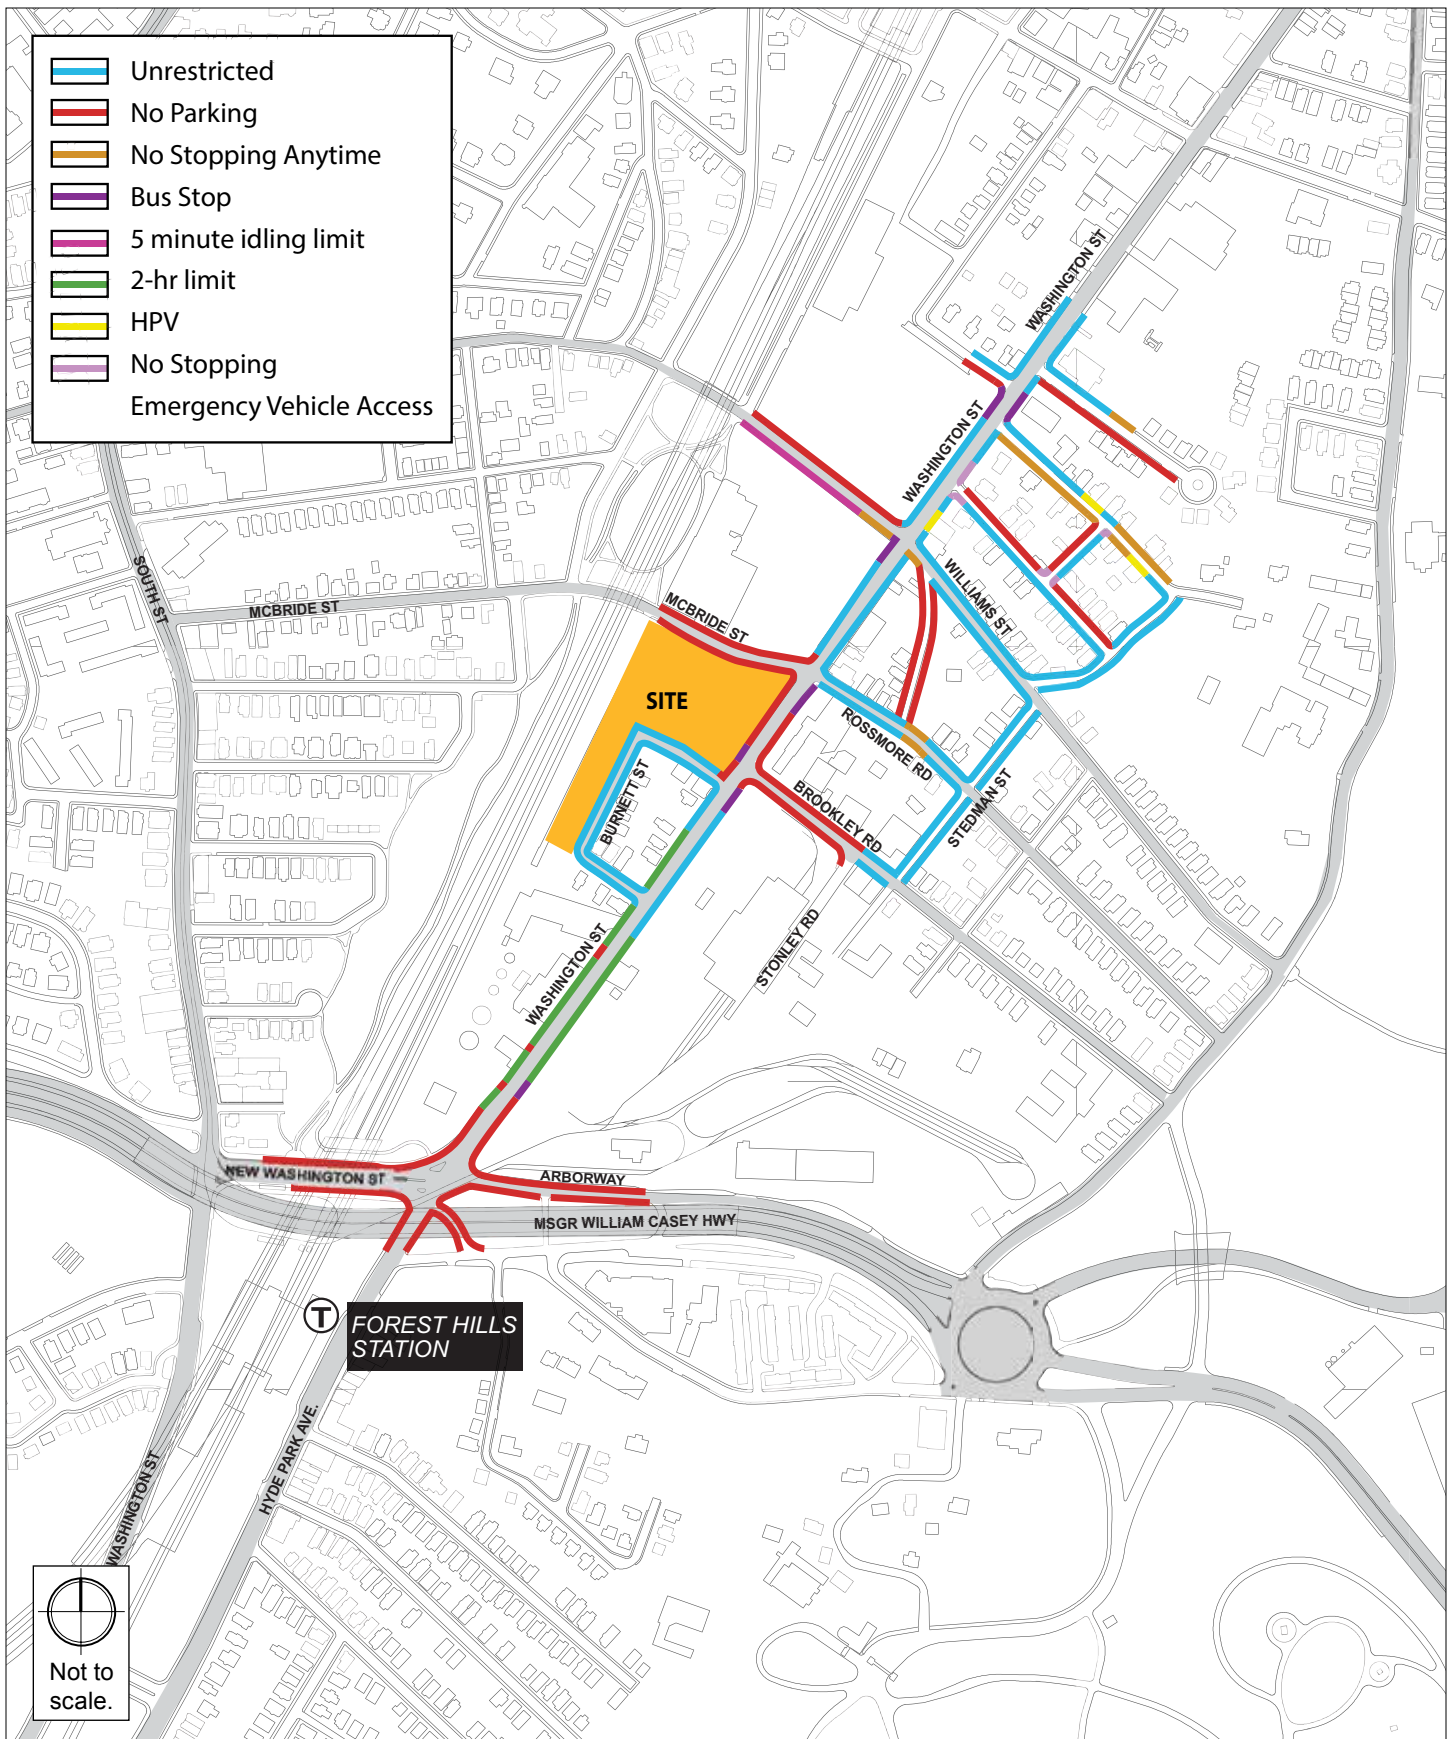 Unrestricted
No Parking
No Stopping Anytime
Bus Stop
5 minute idling limit
2-hr limit
HPV
No Stopping
Emergency Vehicle Access
WASHINGTON ST
WASHINGTON ST
SOUTH ST
MCBRIDE ST
MCBRIDE ST
WILLIAMS ST
SITE
ROSSMORE RD
BURNETT ST
BROOKLEY RD
STEDMAN ST
STONLEY RD
WASHINGTON ST
NEW WASHINGTON ST
ARBORWAY
MSGR WILLIAM CASEY HWY
T
FOREST HILLS
STATION
HYDE PARK AVE.
WASHINGTON ST
Not to
scale.